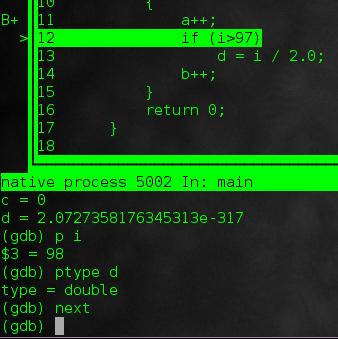 10 {
B+ 11 a++;
> 12 if (i>97)
13 d = i / 2.0;
14 b++;
15 }
16 return 0;
17 }
18
native process 5002 In: main
c = 0
d = 2.0727358176345313e-317
(gdb) p i
$3 = 98
(gdb) ptype d
type = double
(gdb) next
(gdb)